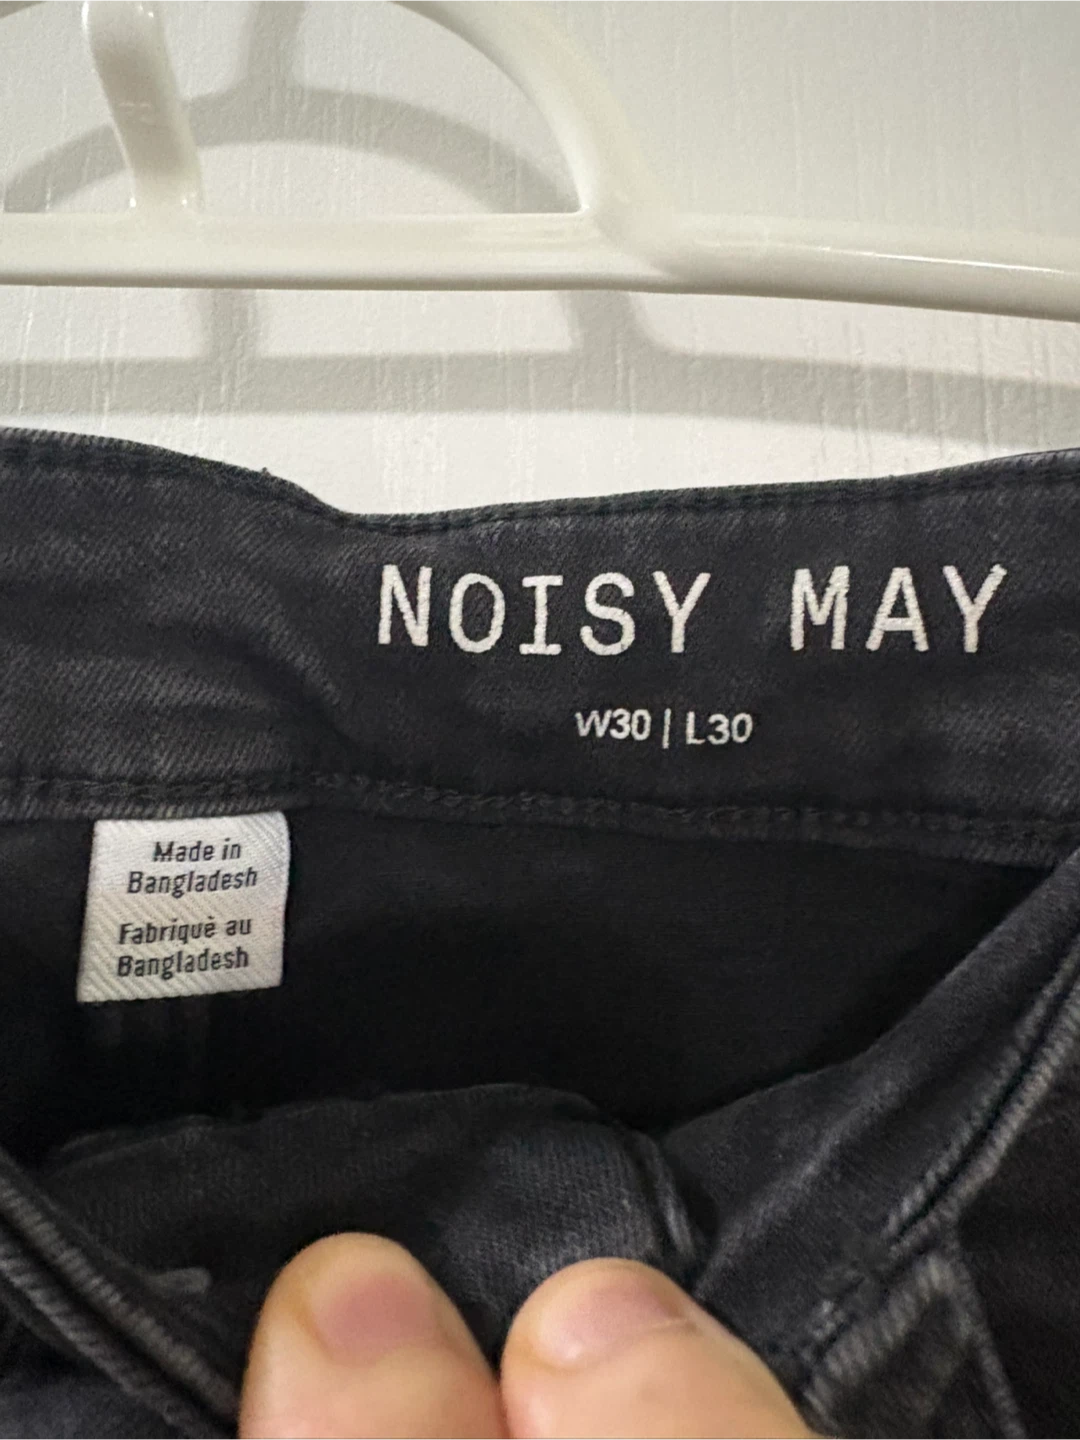 NOISY MAY
W30 | L30
Made in
Bangladesh
Fabriquè au
Bangladesh